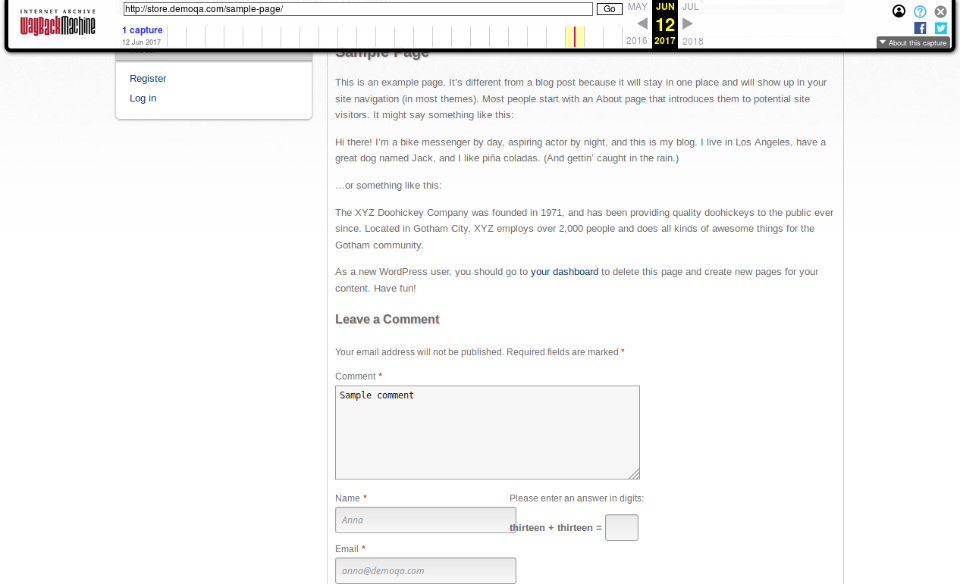 INTERNET ARCHIVE
WayBackMachine
http://store.demoqa.com/sample-page/
Go
MAY
JUN
JUL
1 capture
12 Jun 2017
12
2016
2017
2018
About this capture
Register
Log in
Sample Page
This is an example page. It's different from a blog post because it will stay in one place and will show up in your
site navigation (in most themes). Most people start with an About page that introduces them to potential site
visitors. It might say something like this:
Hi there! I'm a bike messenger by day, aspiring actor by night, and this is my blog. I live in Los Angeles, have a
great dog named Jack, and I like piña coladas. (And gettin' caught in the rain.)
…or something like this:
The XYZ Doohickey Company was founded in 1971, and has been providing quality doohickeys to the public ever
since. Located in Gotham City, XYZ employs over 2,000 people and does all kinds of awesome things for the
Gotham community.
As a new WordPress user, you should go to your dashboard to delete this page and create new pages for your
content. Have fun!
Leave a Comment
Your email address will not be published. Required fields are marked *
Comment *
Sample comment
Name *
Please enter an answer in digits:
Anna
thirteen + thirteen =
Email *
anna@demoqa.com